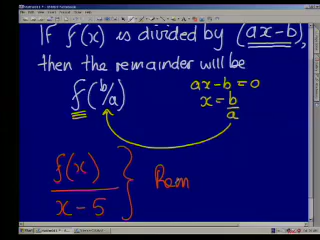 If f(x) is divided by (ax-b),
then the remainder will be
f(b/a)
ax-b=0
x=b/a
f(x)
x-5
Rem